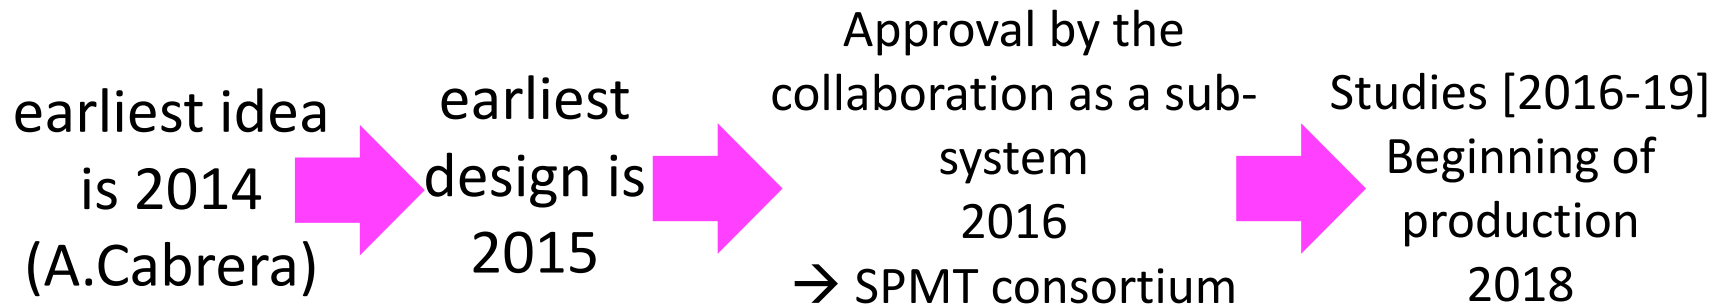 earliest idea
is 2014
(A.Cabrera)
earliest
design is
2015
Approval by the
collaboration as a sub-
system
2016
→ SPMT consortium
Studies [2016-19]
Beginning of
production
2018